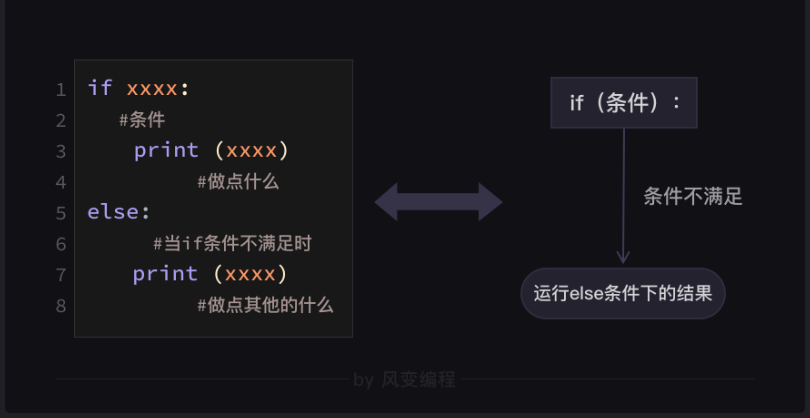 1 if xxxx:
2 #条件
3 print (xxxx)
4 #做点什么
5 else:
6 #当if条件不满足时
7 print (xxxx)
8 #做点其他的什么
if（条件）:
条件不满足
运行else条件下的结果
by 风变编程